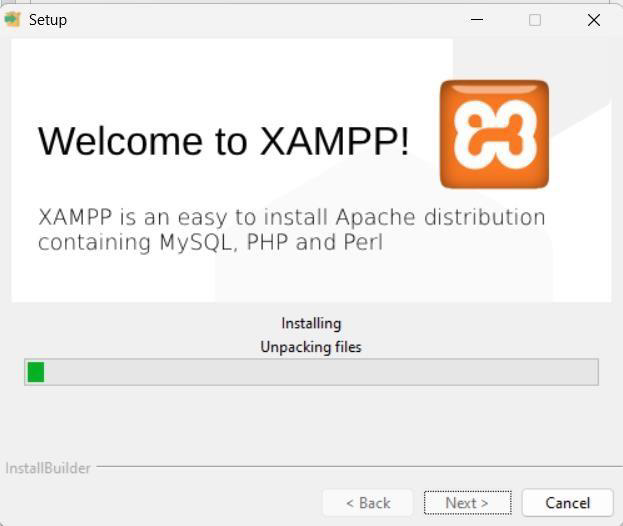 Setup
Welcome to XAMPP!
XAMPP is an easy to install Apache distribution
containing MySQL, PHP and Perl
Installing
Unpacking files
InstallBuilder
< Back
Next >
Cancel